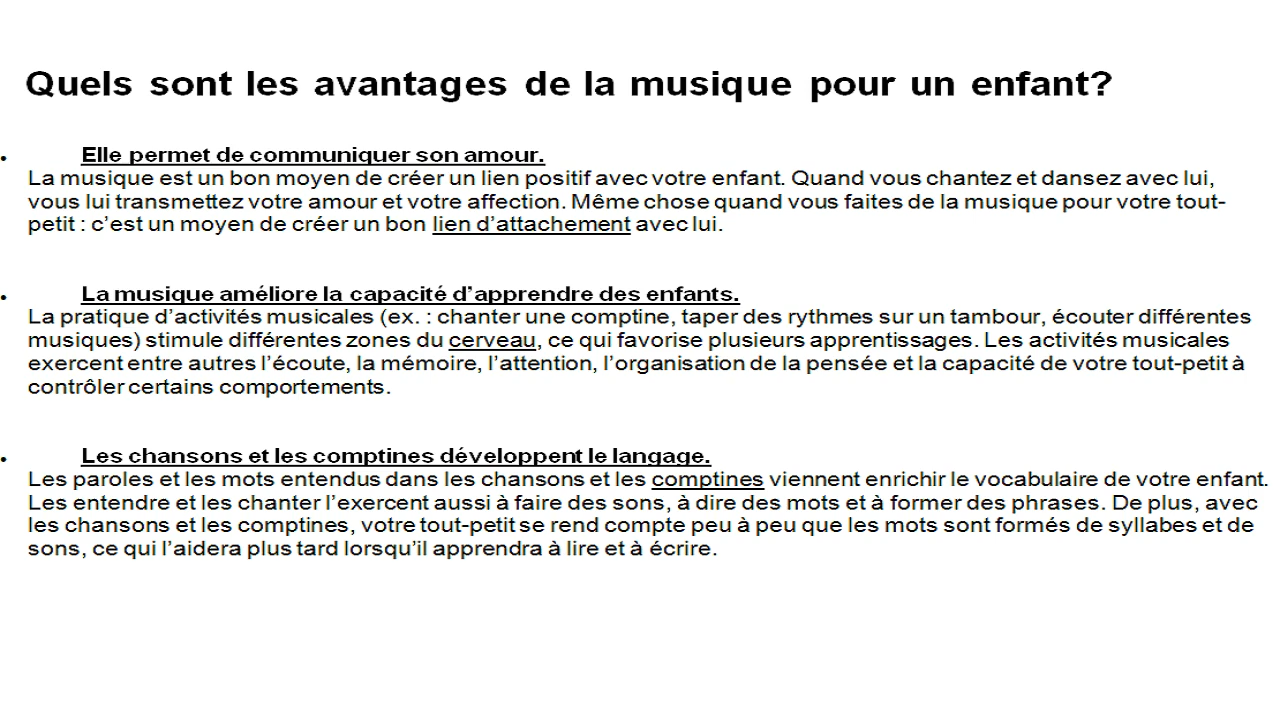 Quels sont les avantages de la musique pour un enfant?
• Elle permet de communiquer son amour.
La musique est un bon moyen de créer un lien positif avec votre enfant. Quand vous chantez et dansez avec lui,
vous lui transmettez votre amour et votre affection. Même chose quand vous faites de la musique pour votre tout-
petit : c’est un moyen de créer un bon lien d’attachement avec lui.
• La musique améliore la capacité d’apprendre des enfants.
La pratique d’activités musicales (ex. : chanter une comptine, taper des rythmes sur un tambour, écouter différentes
musiques) stimule différentes zones du cerveau, ce qui favorise plusieurs apprentissages. Les activités musicales
exercent entre autres l’écoute, la mémoire, l’attention, l’organisation de la pensée et la capacité de votre tout-petit à
contrôler certains comportements.
• Les chansons et les comptines développent le langage.
Les paroles et les mots entendus dans les chansons et les comptines viennent enrichir le vocabulaire de votre enfant.
Les entendre et les chanter l’exercent aussi à faire des sons, à dire des mots et à former des phrases. De plus, avec
les chansons et les comptines, votre tout-petit se rend compte peu à peu que les mots sont formés de syllabes et de
sons, ce qui l’aidera plus tard lorsqu’il apprendra à lire et à écrire.